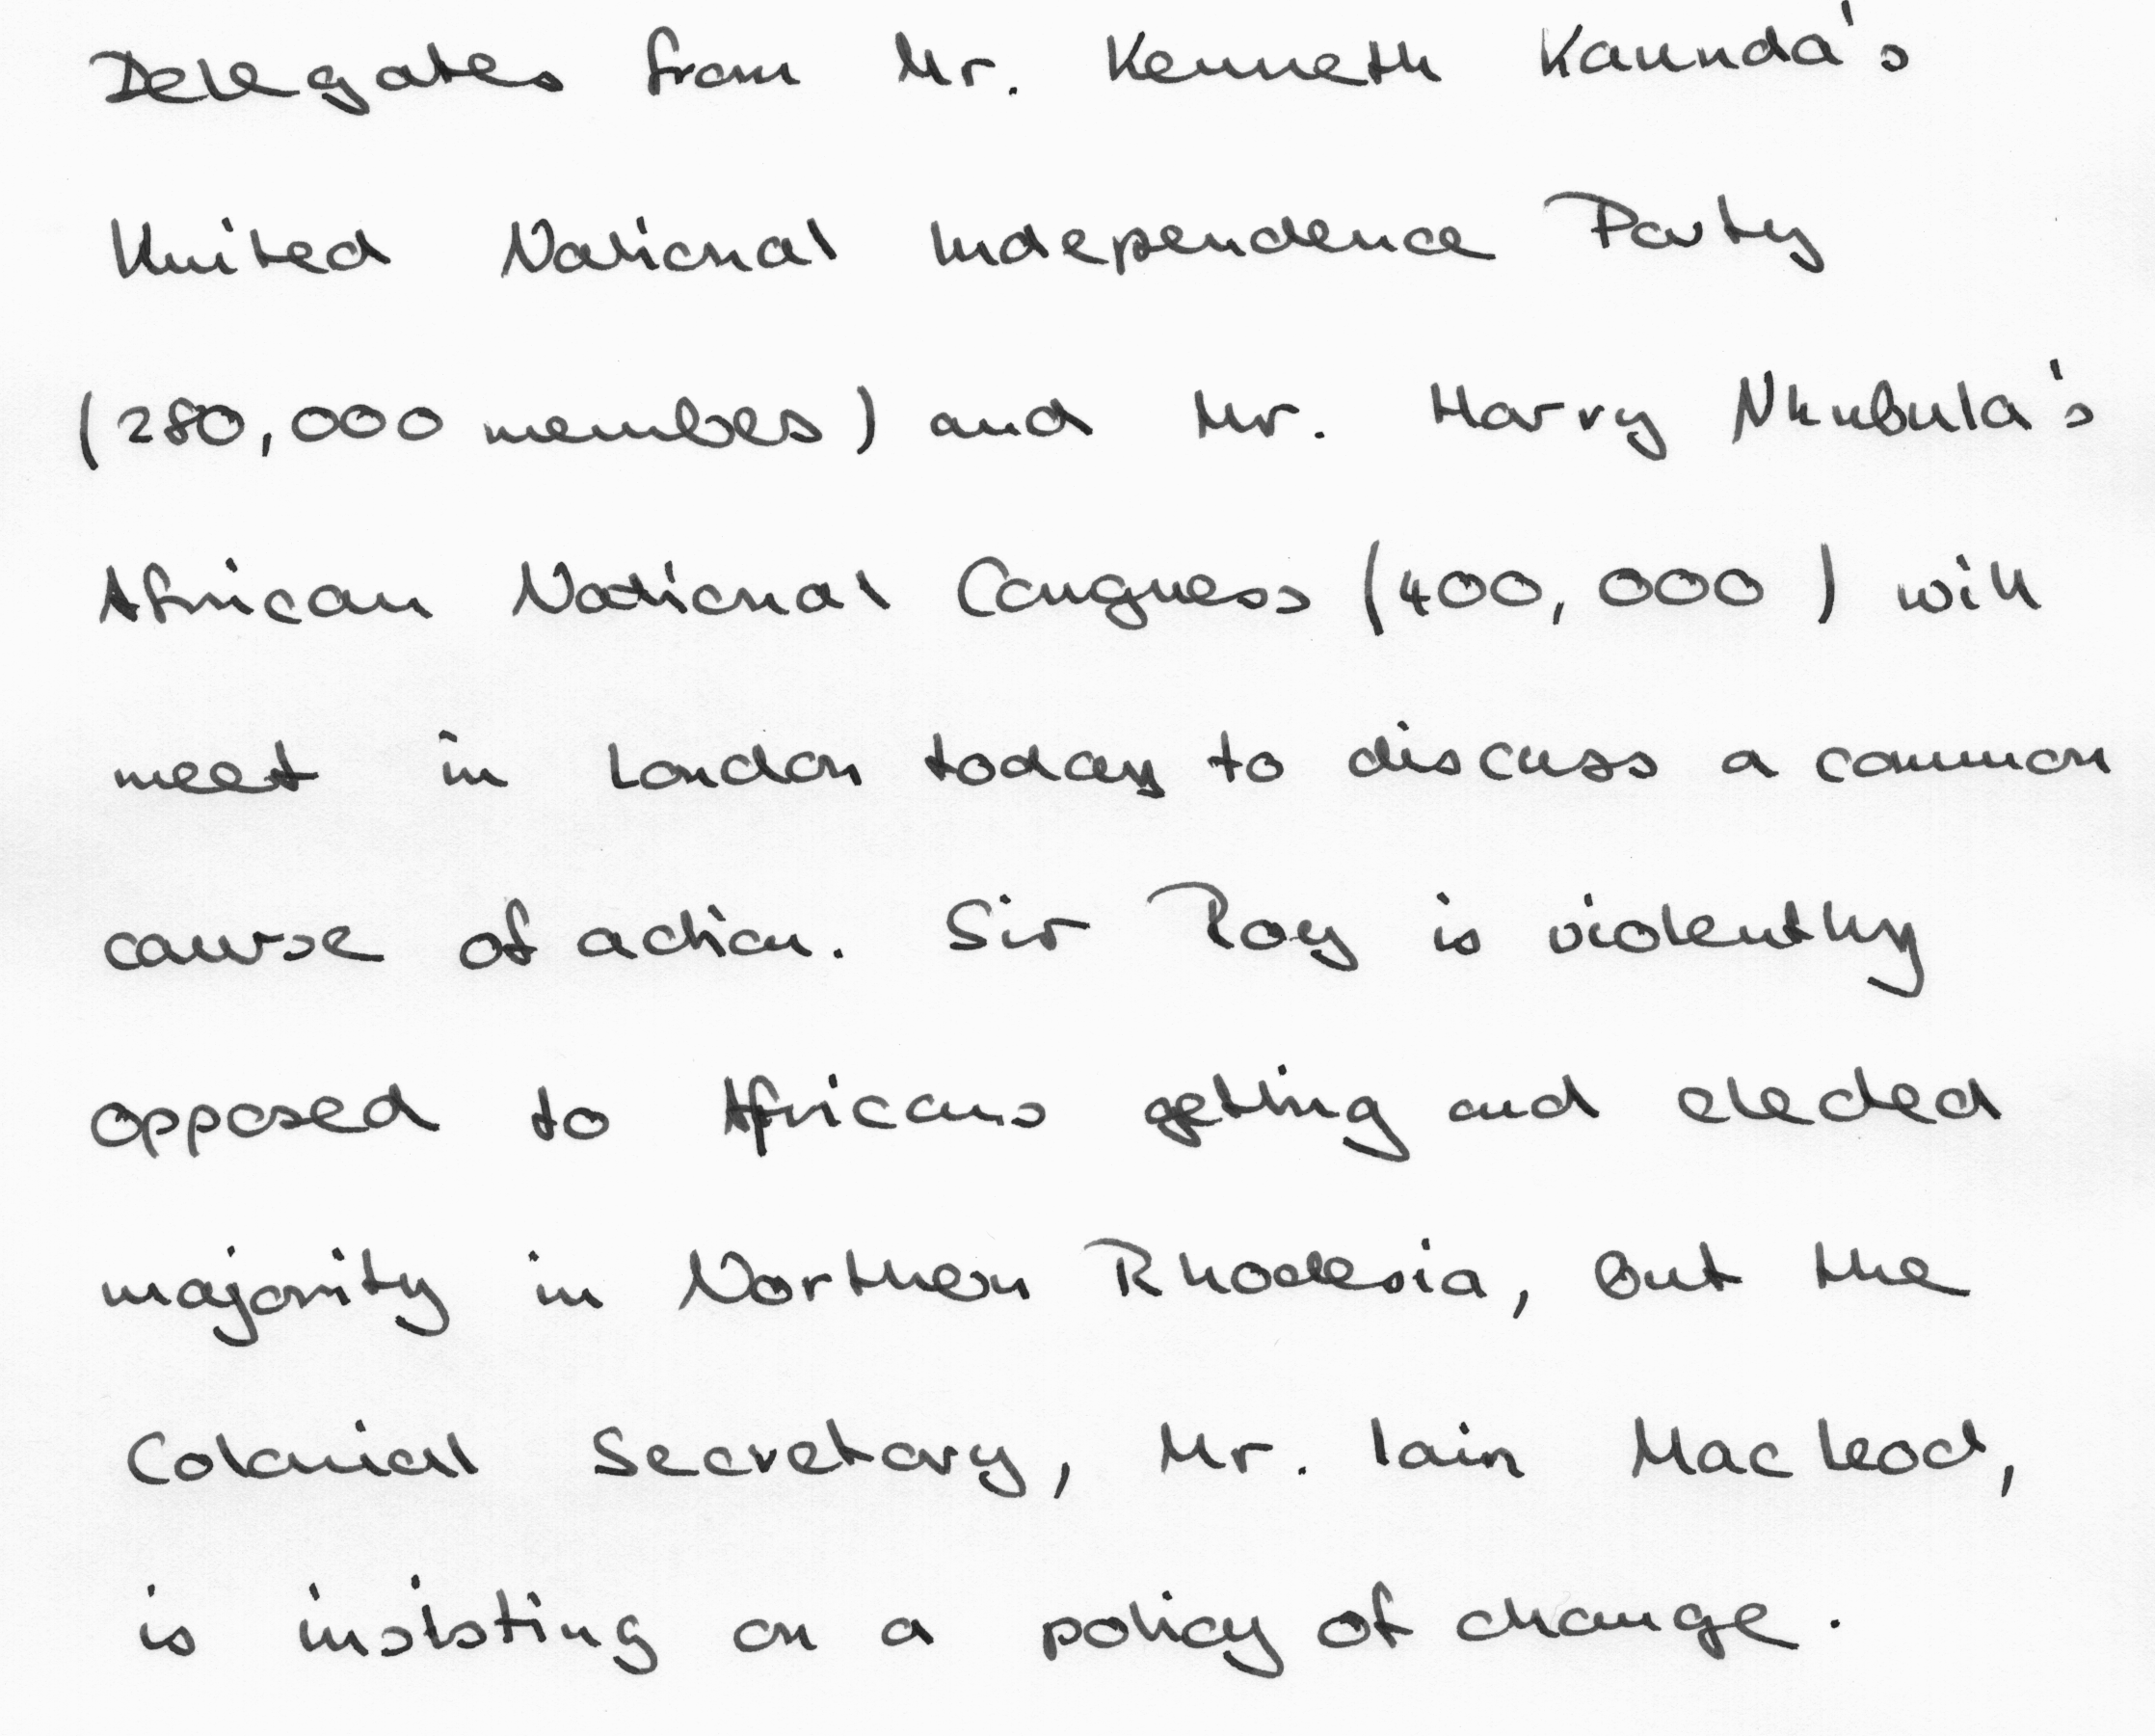 Delegates from Mr. Kenneth Kaunda's
United National Independence Party
(280,000 membes) and Mr. Harry Nkubula's
African National Congress (400,000) will
meet in London today to discuss a common
course of action. Sir Roy is violently
opposed to Africans getting and elected
majority in Northern Rhodesia, but the
Colonial Secretary, Mr. Iain Macleod,
is insisting on a policy of change.